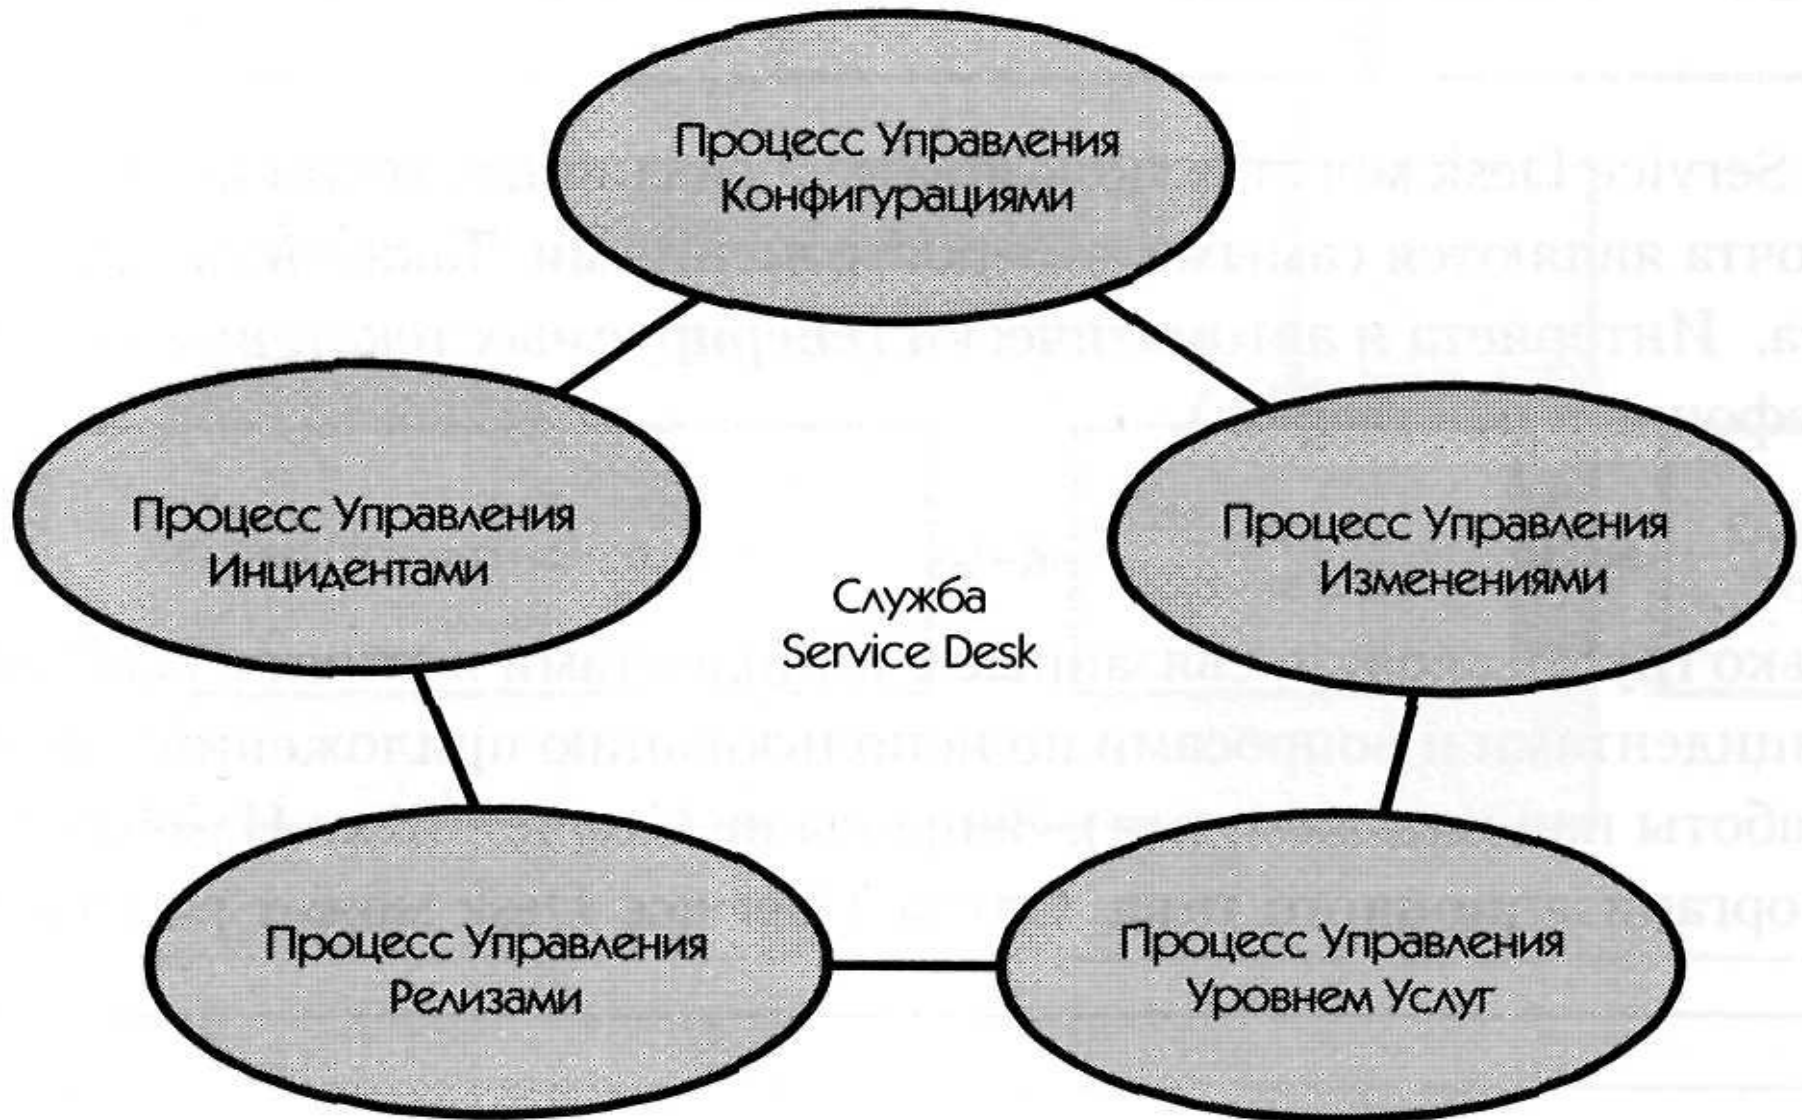 Процесс Управления
Конфигурациями
Процесс Управления
Инцидентами
Процесс Управления
Изменениями
Служба
Service Desk
Процесс Управления
Релизами
Процесс Управления
Уровнем Услуг